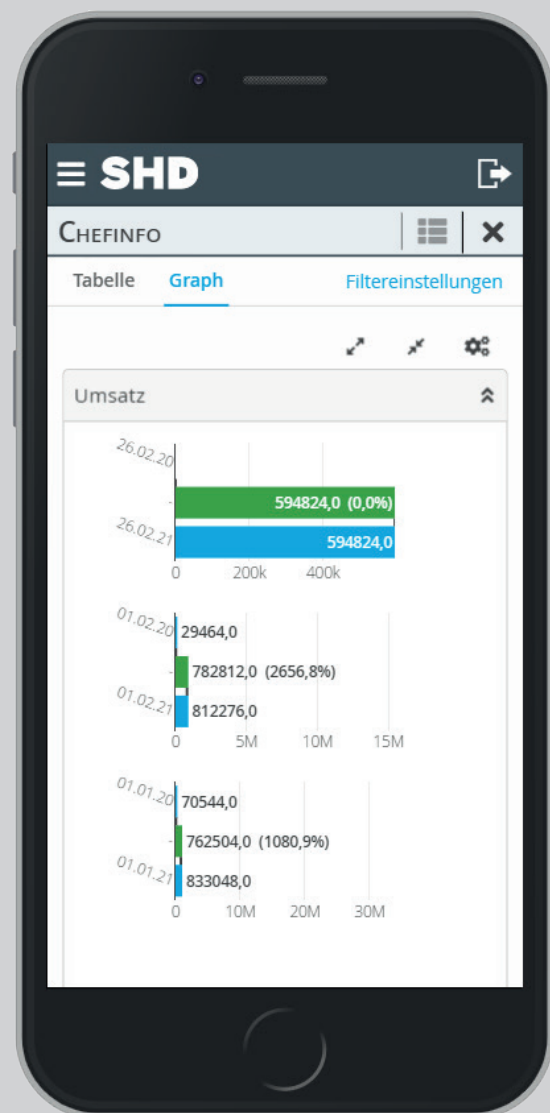 SHD
CHEFINFO
Tabelle Graph Filtereinstellungen
Umsatz
26.02.20
- 594824,0 (0,0%)
26.02.21 594824,0
0 200k 400k
01.02.20 29464,0
- 782812,0 (2656,8%)
01.02.21 812276,0
0 5M 10M 15M
01.01.20 70544,0
- 762504,0 (1080,9%)
01.01.21 833048,0
0 10M 20M 30M